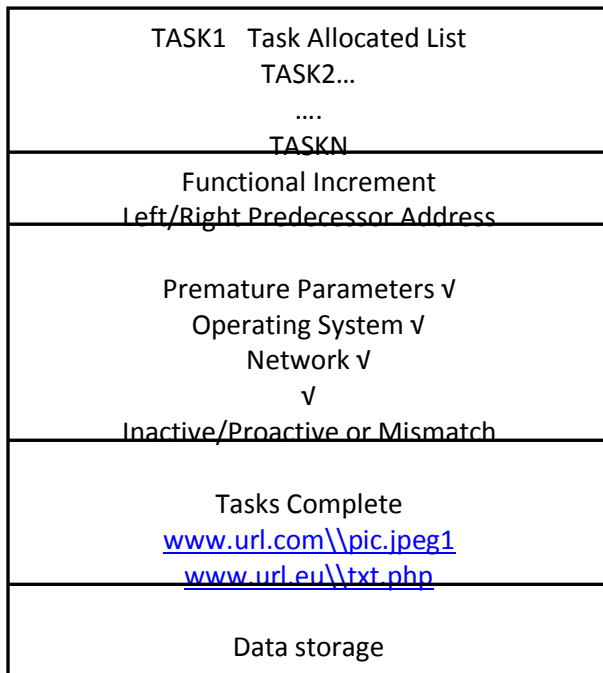 TASK1 Task Allocated List
TASK2...
....
TASKN
Functional Increment
Left/Right Predecessor Address
Premature Parameters √
Operating System √
Network √
√
Inactive/Proactive or Mismatch
Tasks Complete
www.url.com\\pic.jpeg1
www.url.eu\\txt.php
Data storage